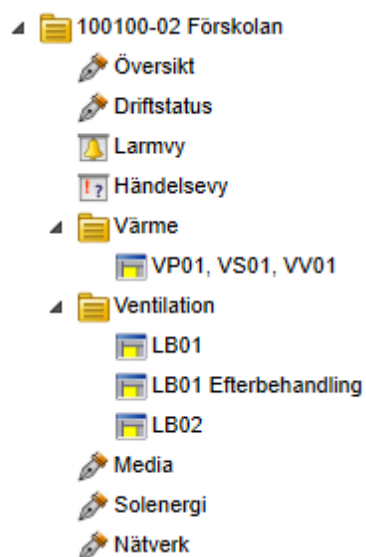 100100-02 Förskolan
Översikt
Driftstatus
Larmvy
Händelsevy
Värme
VP01, VS01, VV01
Ventilation
LB01
LB01 Efterbehandling
LB02
Media
Solenergi
Nätverk